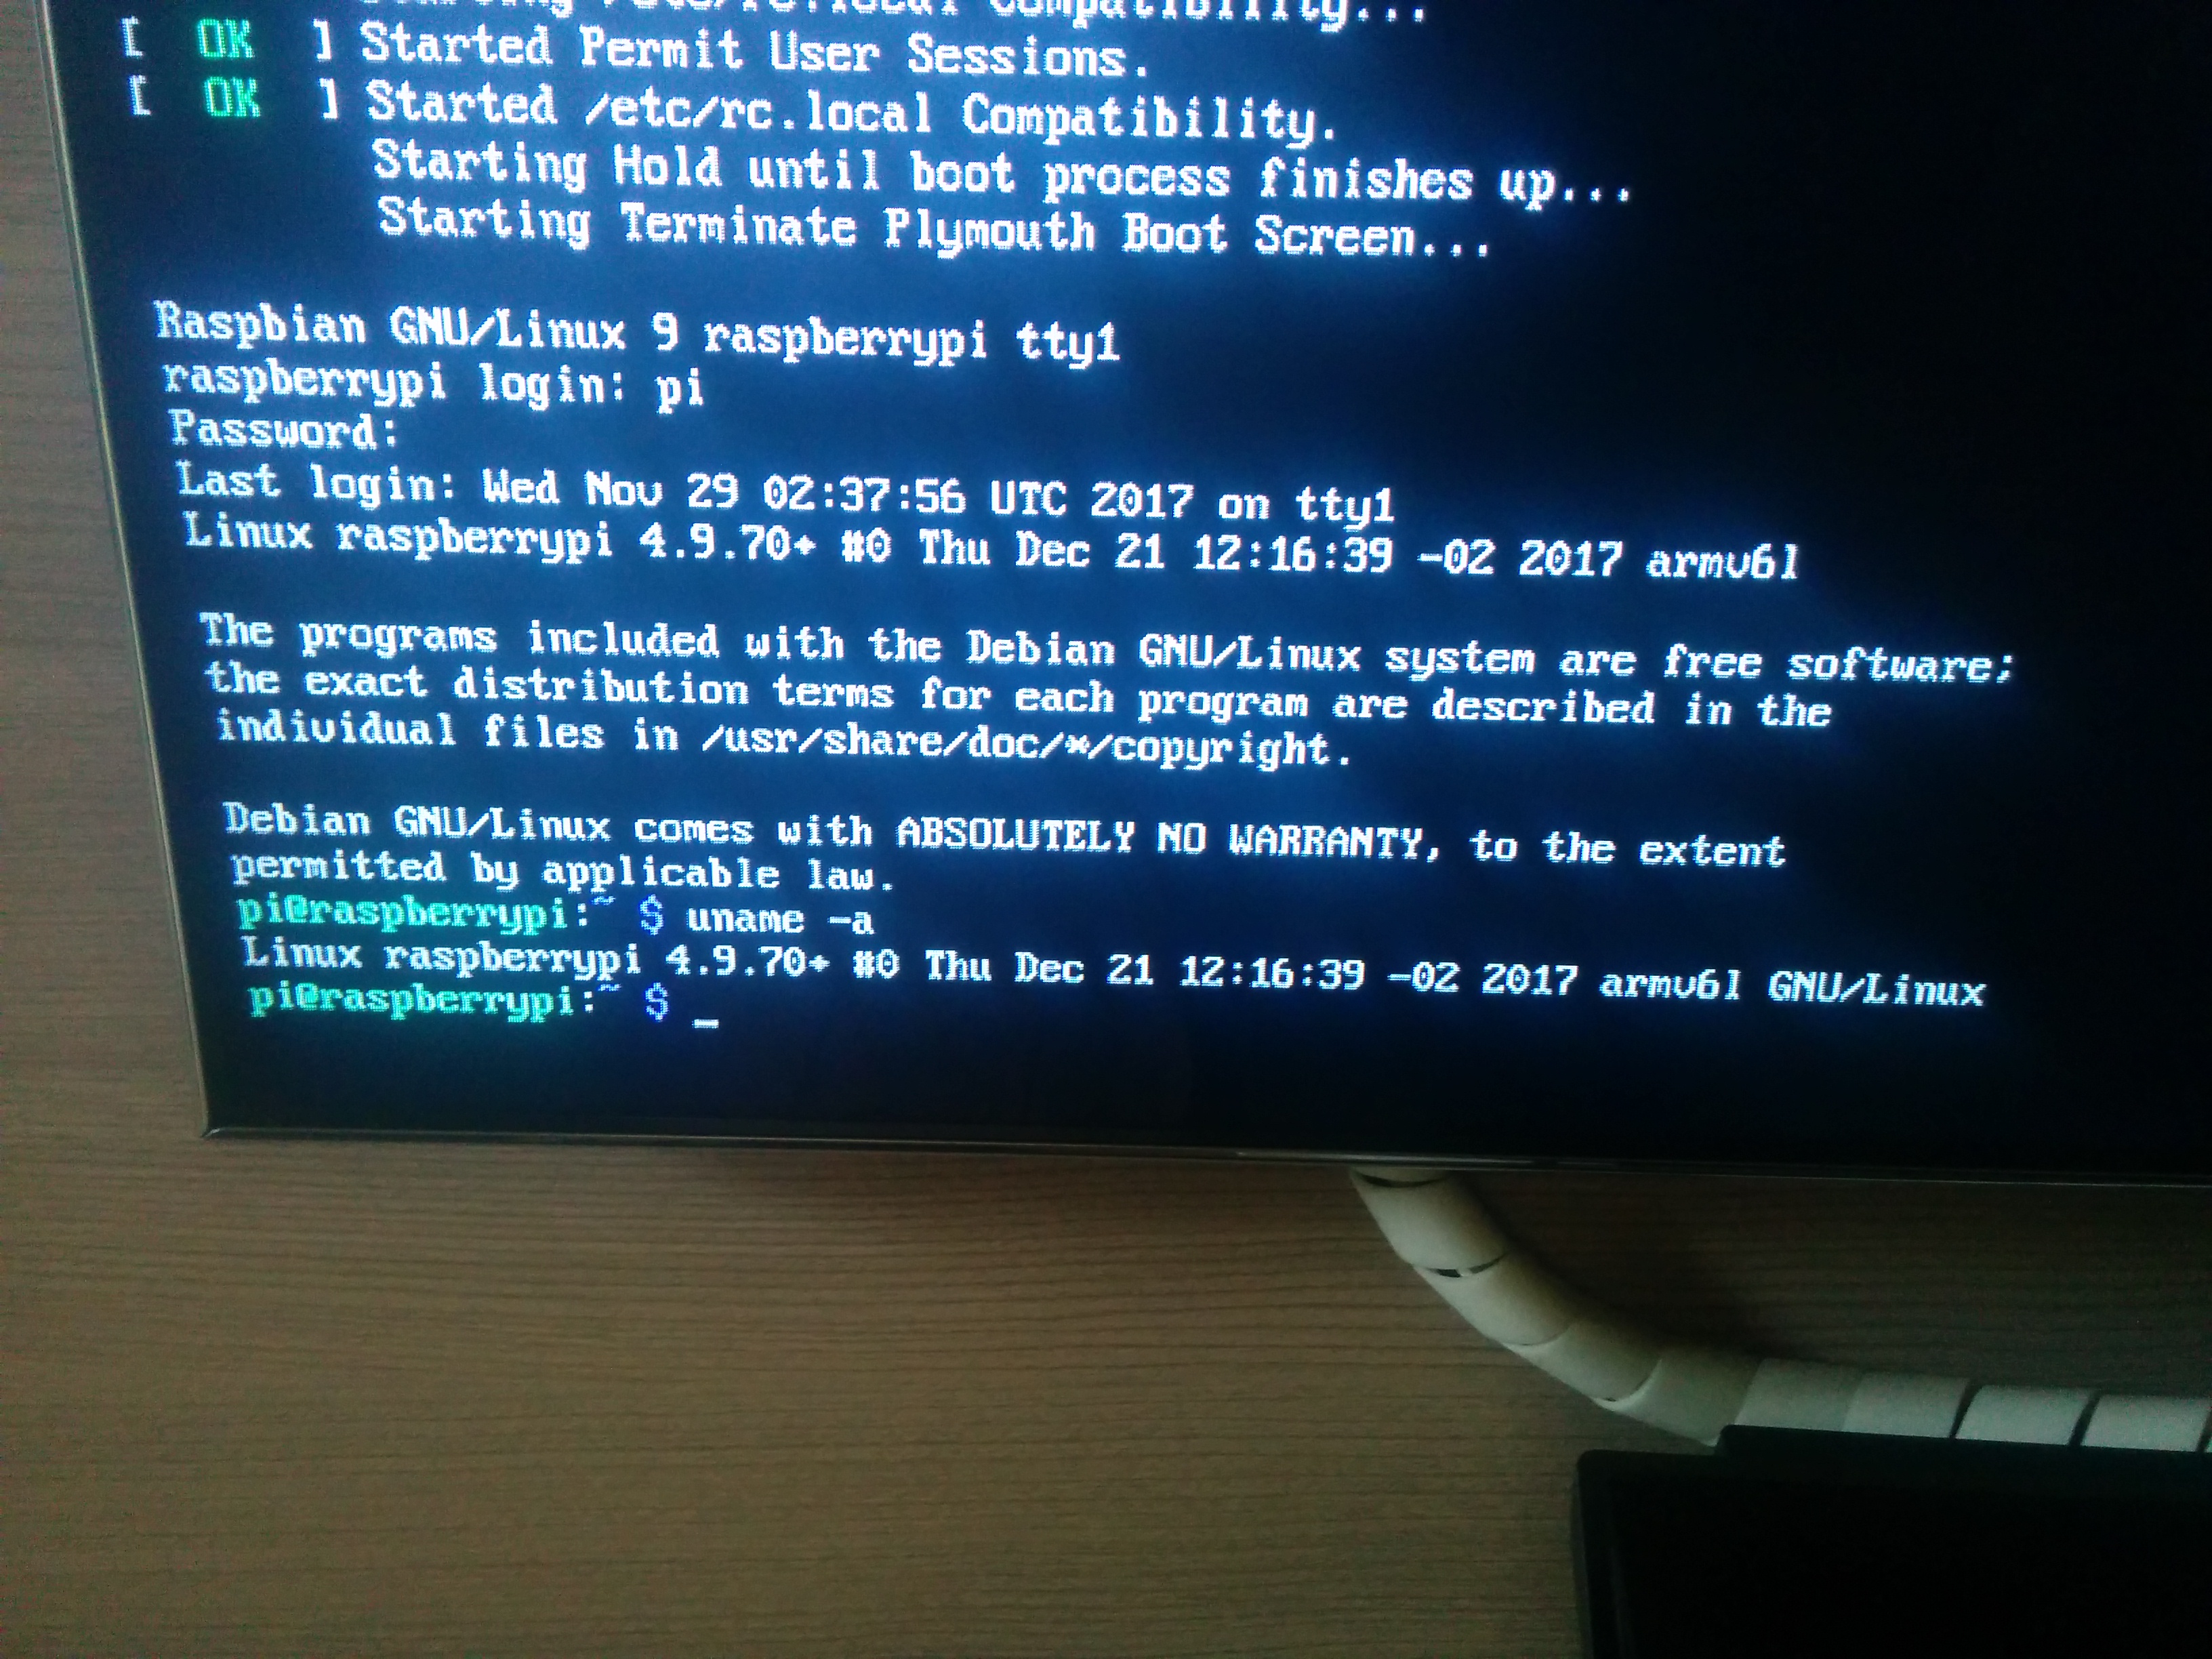 Compatibility...
[  OK  ] Started Permit User Sessions.
[  OK  ] Started /etc/rc.local Compatibility.
Starting Hold until boot process finishes up...
Starting Terminate Plymouth Boot Screen...
Raspbian GNU/Linux 9 raspberrypi tty1
raspberrypi login: pi
Password:
Last login: Wed Nov 29 02:37:56 UTC 2017 on tty1
Linux raspberrypi 4.9.70+ #0 Thu Dec 21 12:16:39 -02 2017 armv6l
The programs included with the Debian GNU/Linux system are free software;
the exact distribution terms for each program are described in the
individual files in /usr/share/doc/*/copyright.
Debian GNU/Linux comes with ABSOLUTELY NO WARRANTY, to the extent
permitted by applicable law.
pi@raspberrypi:~ $ uname -a
Linux raspberrypi 4.9.70+ #0 Thu Dec 21 12:16:39 -02 2017 armv6l GNU/Linux
pi@raspberrypi:~ $ _